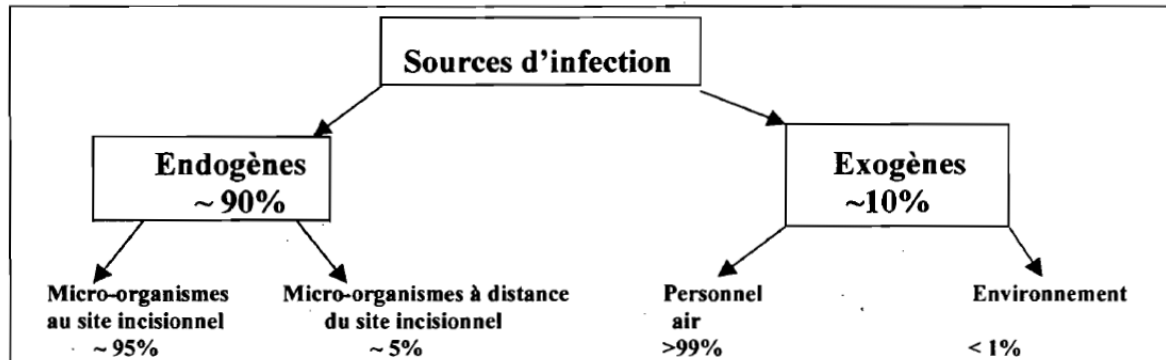 Sources d'infection
Endogènes
~ 90%
Exogènes
~10%
Micro-organismes
au site incisionnel
~ 95%
Micro-organismes à distance
du site incisionnel
~ 5%
Personnel
air
>99%
Environnement
< 1%